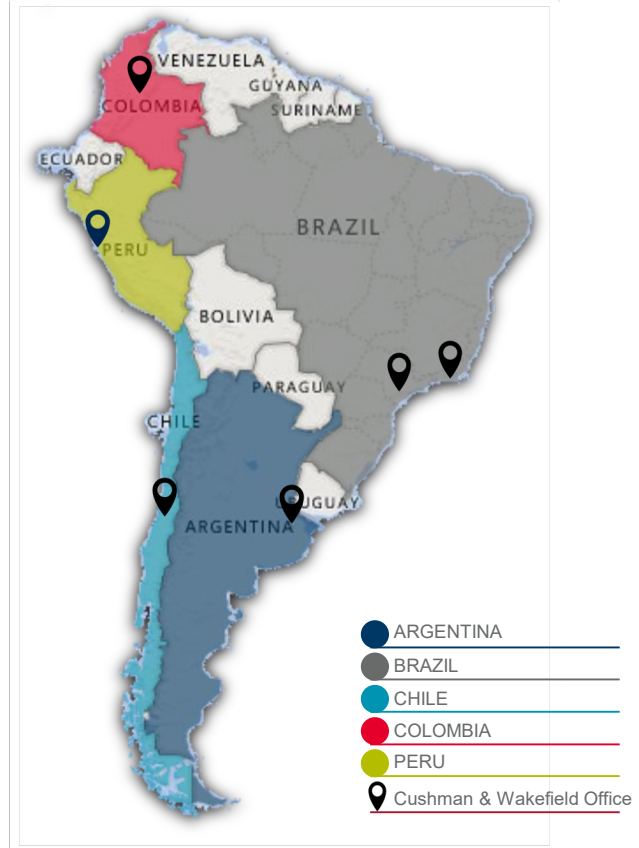 VENEZUELA
GUYANA
COLOMBIA
SURINAME
ECUADOR
BRAZIL
PERU
BOLIVIA
PARAGUAY
CHILE
URUGUAY
ARGENTINA
ARGENTINA
BRAZIL
CHILE
COLOMBIA
PERU
Cushman & Wakefield Office